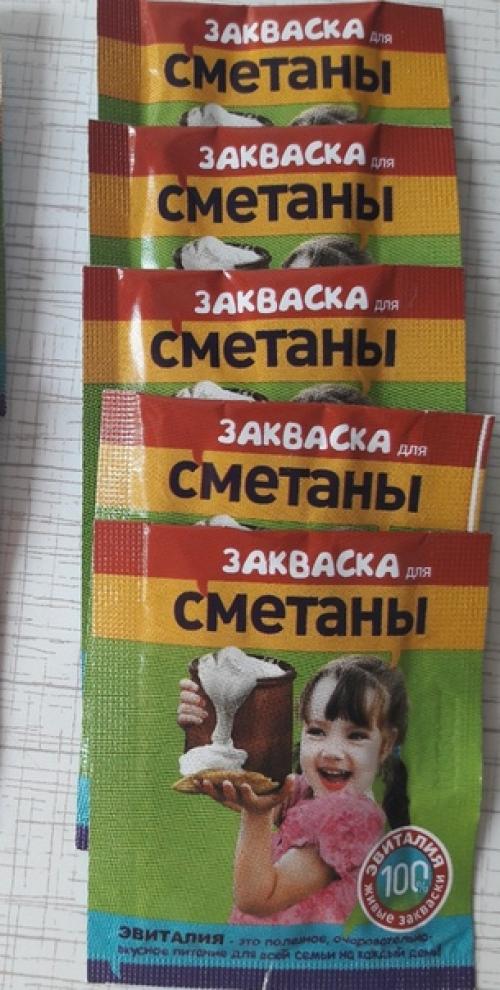 ЗАКВАСКА для
сметаны
ЗАКВАСКА для
сметаны
ЗАКВАСКА для
сметаны
ЗАКВАСКА для
сметаны
ЗАКВАСКА для
сметаны
ЭВИТАЛИЯ
100%
живые закваски
ЭВИТАЛИЯ - это полезное, очаровательно-
вкусное питание для всей семьи на каждый день!